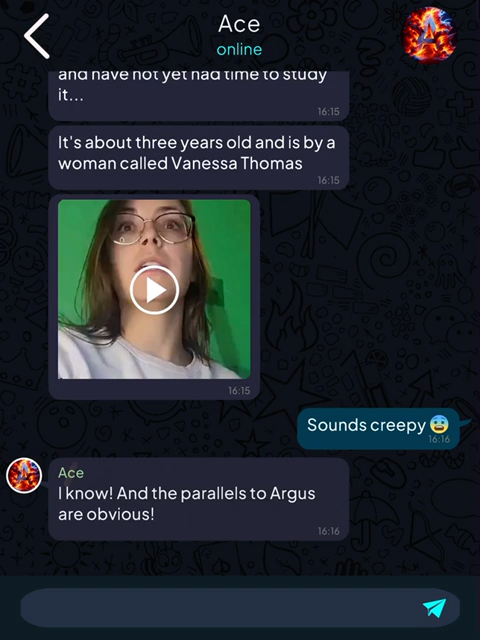 Ace
online
and have not yet had time to study
it...
16:15
It's about three years old and is by a
woman called Vanessa Thomas
16:15
16:15
Sounds creepy 😨
16:16
Ace
I know! And the parallels to Argus
are obvious!
16:16